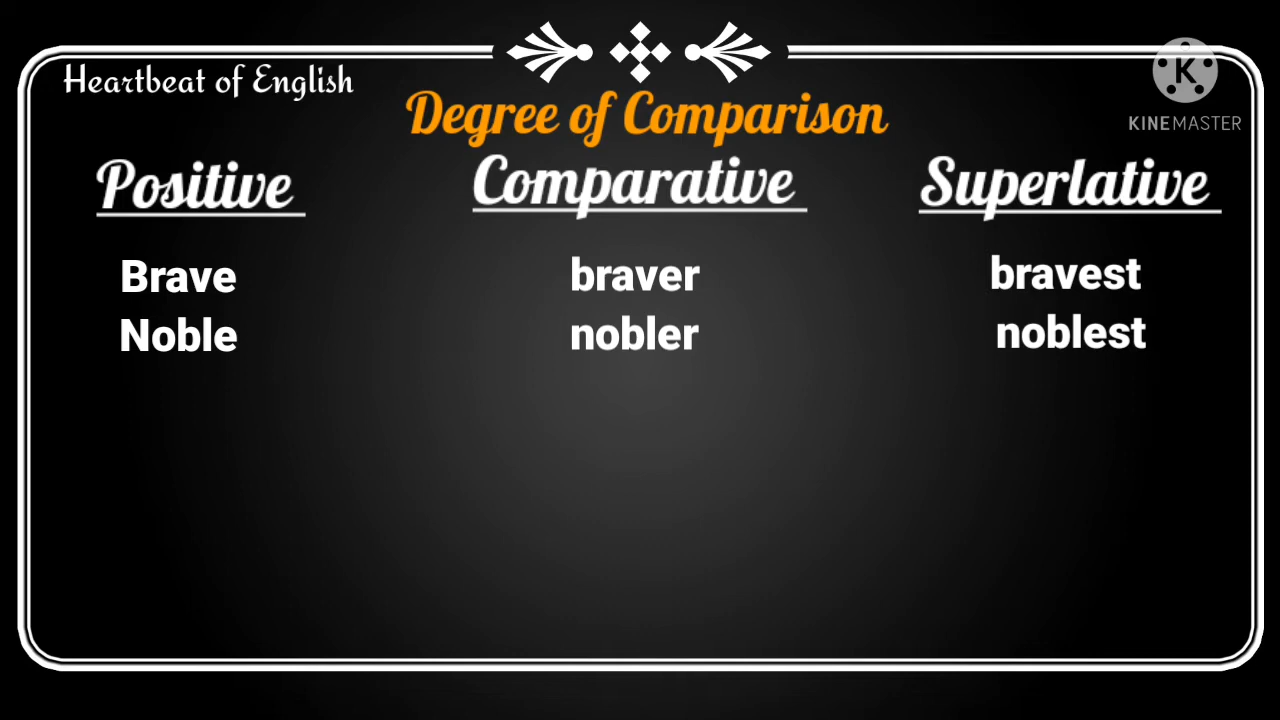 Heartbeat of English
K
KINEMASTER
Degree of Comparison
Positive Comparative Superlative
Brave braver bravest
Noble nobler noblest